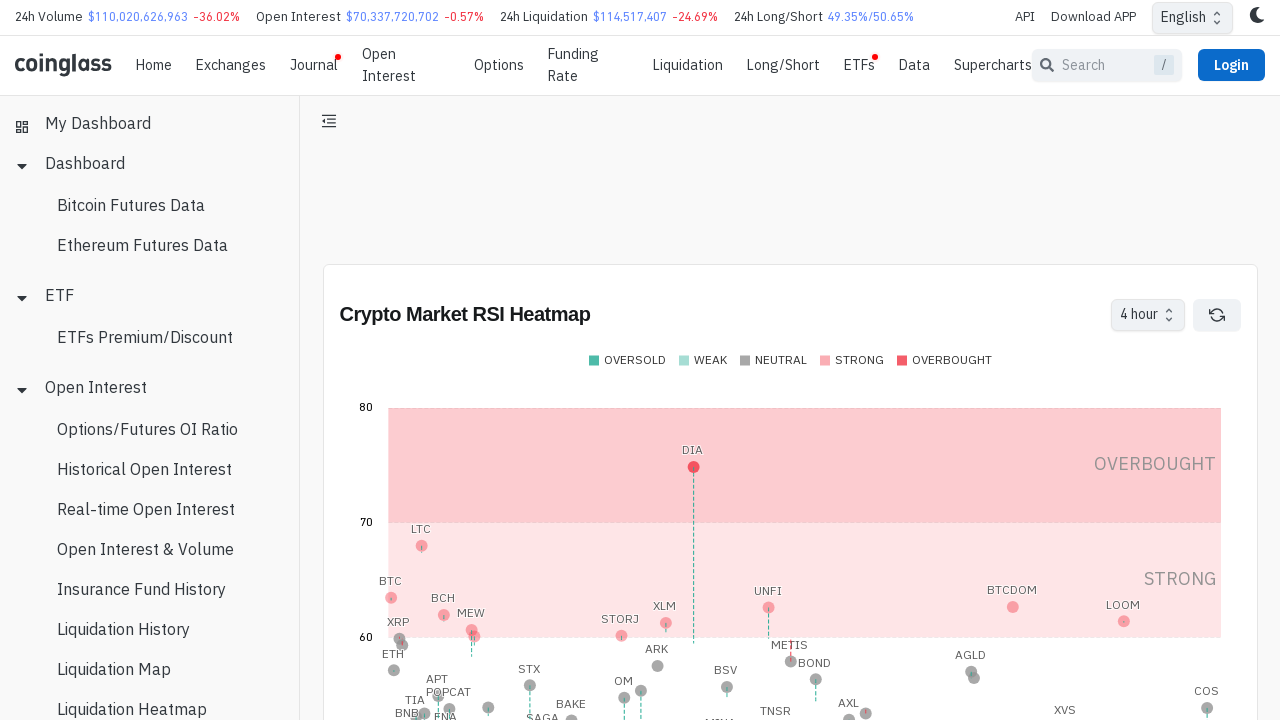 24h Volume $110,020,626,963 -36.02% Open Interest $70,337,720,702 -0.57% 24h Liquidation $114,517,407 -24.69% 24h Long/Short 49.35%/50.65% API Download APP English
coinglass Home Exchanges Journal Open Interest Options Funding Rate Liquidation Long/Short ETFs Data Supercharts Search / Login
My Dashboard
Dashboard
Bitcoin Futures Data
Ethereum Futures Data
ETF
ETFs Premium/Discount
Open Interest
Options/Futures OI Ratio
Historical Open Interest
Real-time Open Interest
Open Interest & Volume
Insurance Fund History
Liquidation History
Liquidation Map
Liquidation Heatmap
Crypto Market RSI Heatmap 4 hour
OVERSOLD WEAK NEUTRAL STRONG OVERBOUGHT
80
DIA
OVERBOUGHT
70
LTC
STRONG
BTC
UNFI
BTCDOM
BCH
XLM
LOOM
MEW
XRP
STORJ
60
METIS
ARK
ETH
AGLD
BOND
STX
BSV
APT
OM
POPCAT
COS
TIA
BAKE
AXL
BNB
TNSR
XVS
ENA
SAGA